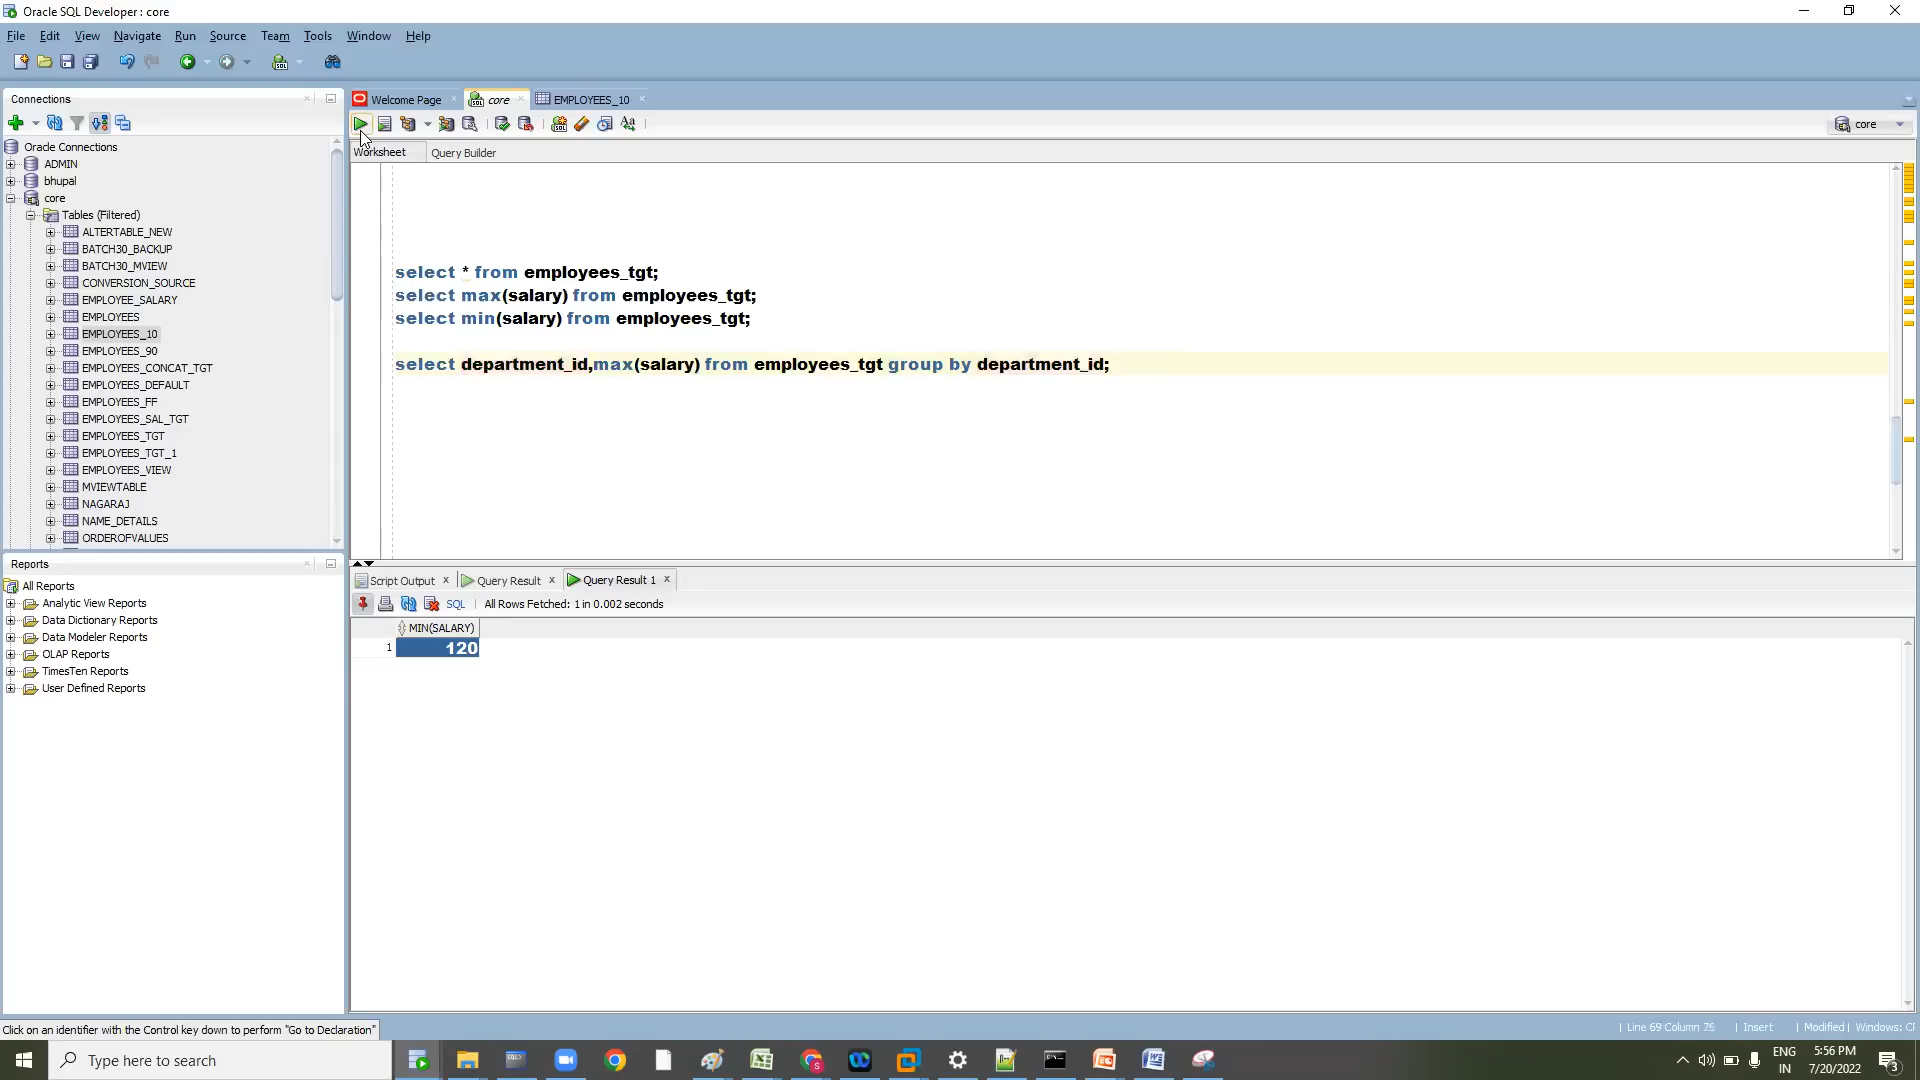 Oracle SQL Developer : core
File Edit View Navigate Run Source Team Tools Window Help
Connections
Oracle Connections
ADMIN
bhupal
core
Tables (Filtered)
ALTERTABLE_NEW
BATCH30_BACKUP
BATCH30_MVIEW
CONVERSION_SOURCE
EMPLOYEE_SALARY
EMPLOYEES
EMPLOYEES_10
EMPLOYEES_90
EMPLOYEES_CONCAT_TGT
EMPLOYEES_DEFAULT
EMPLOYEES_FF
EMPLOYEES_SAL_TGT
EMPLOYEES_TGT
EMPLOYEES_TGT_1
EMPLOYEES_VIEW
MVIEWTABLE
NAGARAJ
NAME_DETAILS
ORDEROFVALUES
Reports
All Reports
Analytic View Reports
Data Dictionary Reports
Data Modeler Reports
OLAP Reports
TimesTen Reports
User Defined Reports
Welcome Page core EMPLOYEES_10
core
Worksheet Query Builder
select * from employees_tgt;
select max(salary) from employees_tgt;
select min(salary) from employees_tgt;
select department_id,max(salary) from employees_tgt group by department_id;
Script Output Query Result Query Result 1
SQL All Rows Fetched: 1 in 0.002 seconds
MIN(SALARY)
1 120
Click on an identifier with the Control key down to perform "Go to Declaration"
Line 69 Column 76 Insert Modified Windows:
Type here to search
ENG
IN
5:56 PM
7/20/2022
3